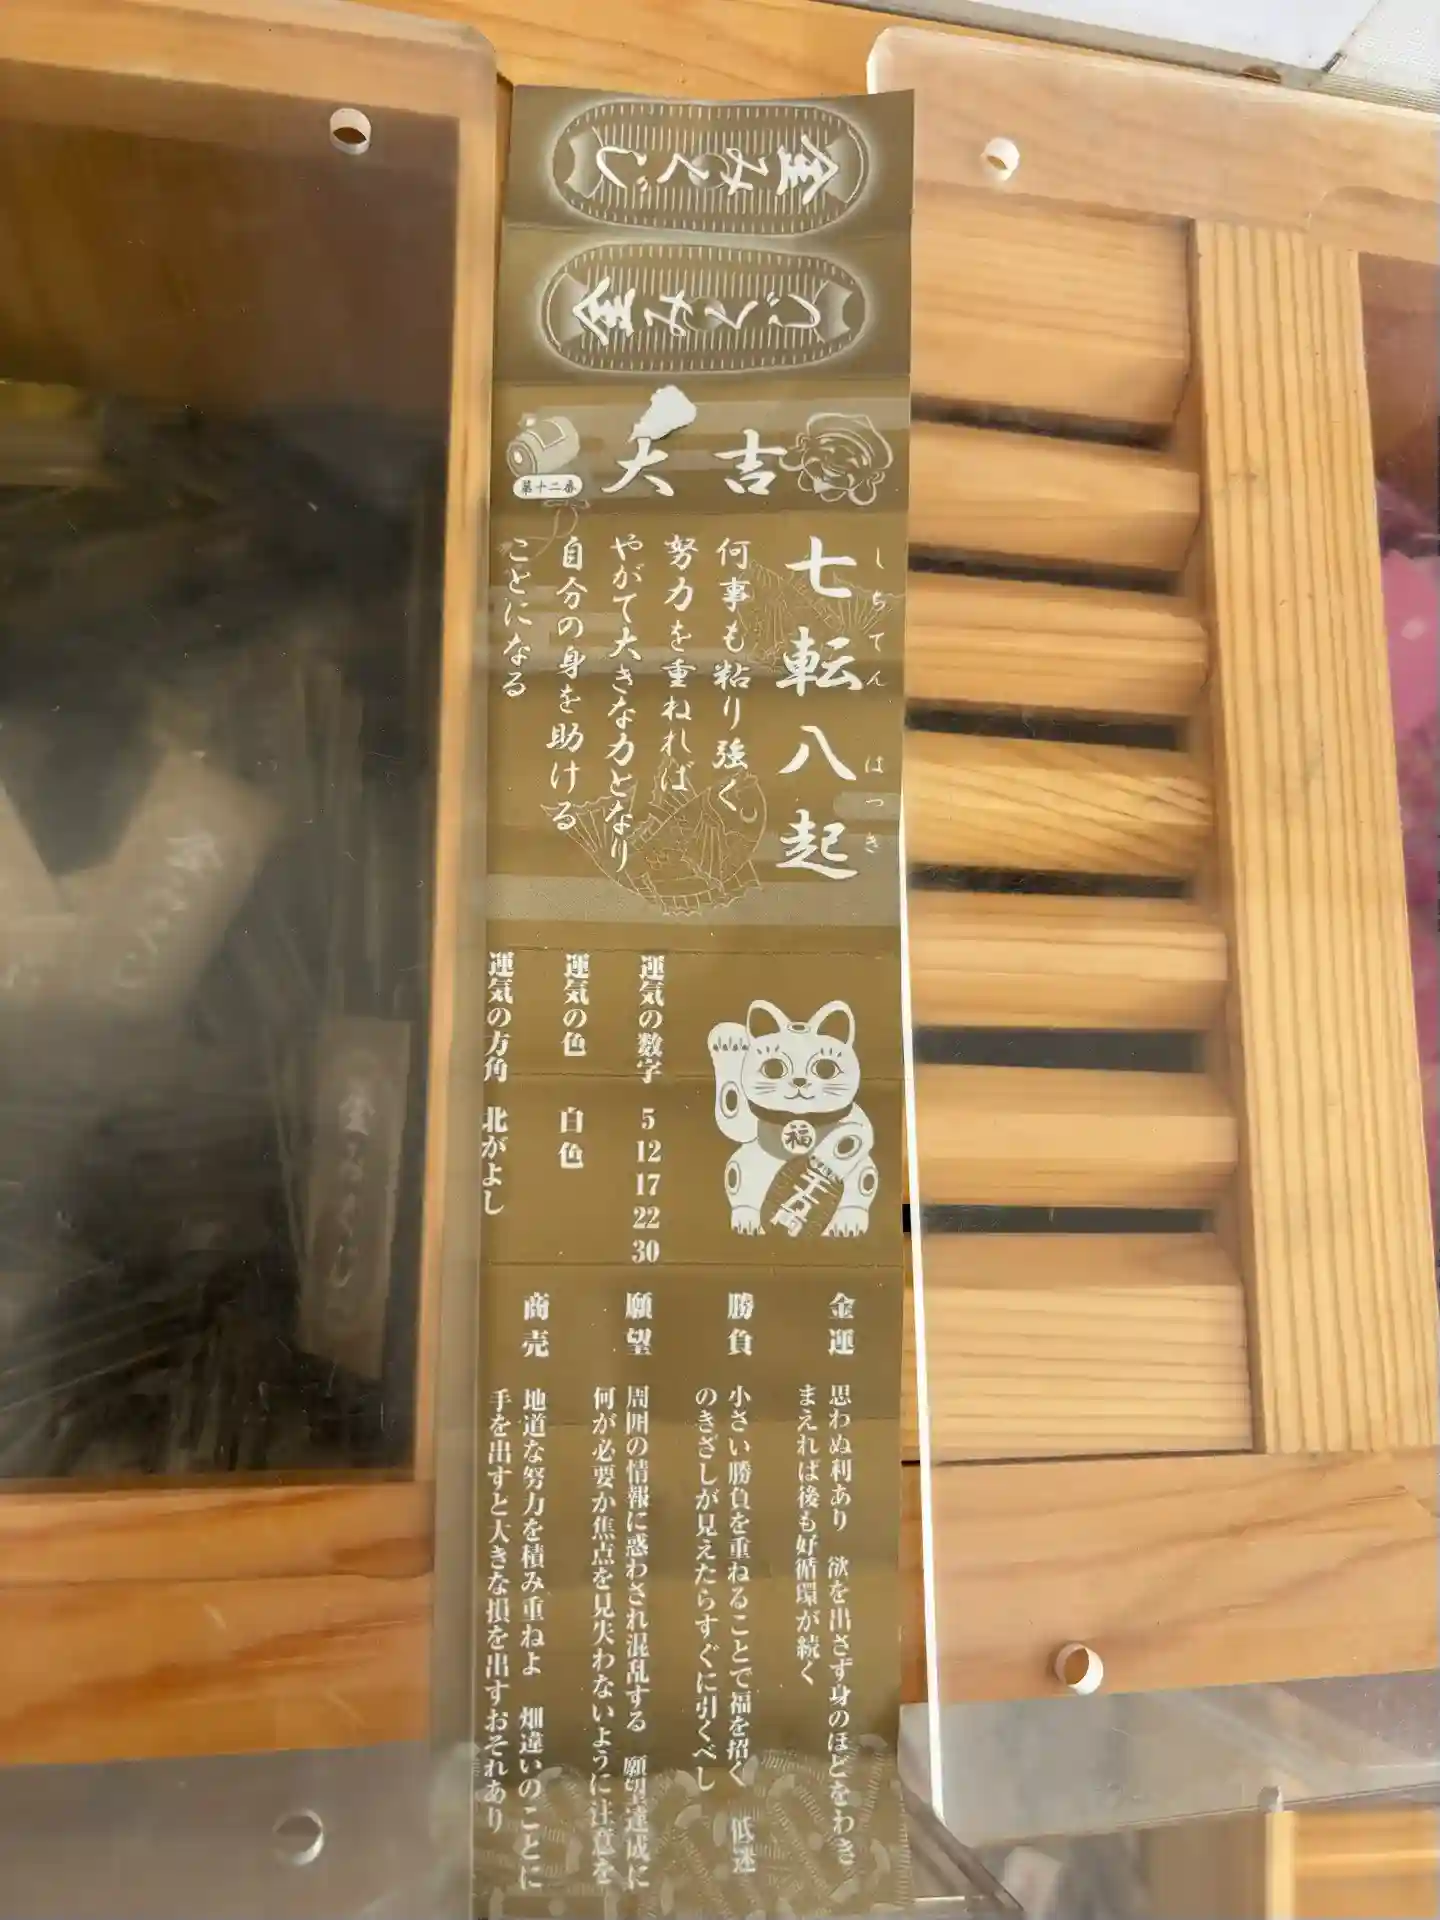 金みくじ
金みくじ
大吉
第十二番
七転八起
しちてん はっき
何事も粘り強く
努力を重ねれば
やがて大きな力となり
自分の身を助ける
ことになる
福
運気の数字 5 12 17 22 30
運気の色 白色
運気の方角 北がよし
金運 思わぬ利あり 欲を出さず身のほどをわき
まえれば後も好循環が続く
勝負 小さい勝負を重ねることで福を招く 低迷
のきざしが見えたらすぐに引くべし
願望 周囲の情報に惑わされ混乱する 願望達成に
何が必要か焦点を見失わないように注意を
商売 地道な努力を積み重ねよ 畑違いのことに
手を出すと大きな損を出すおそれあり
金みくじ